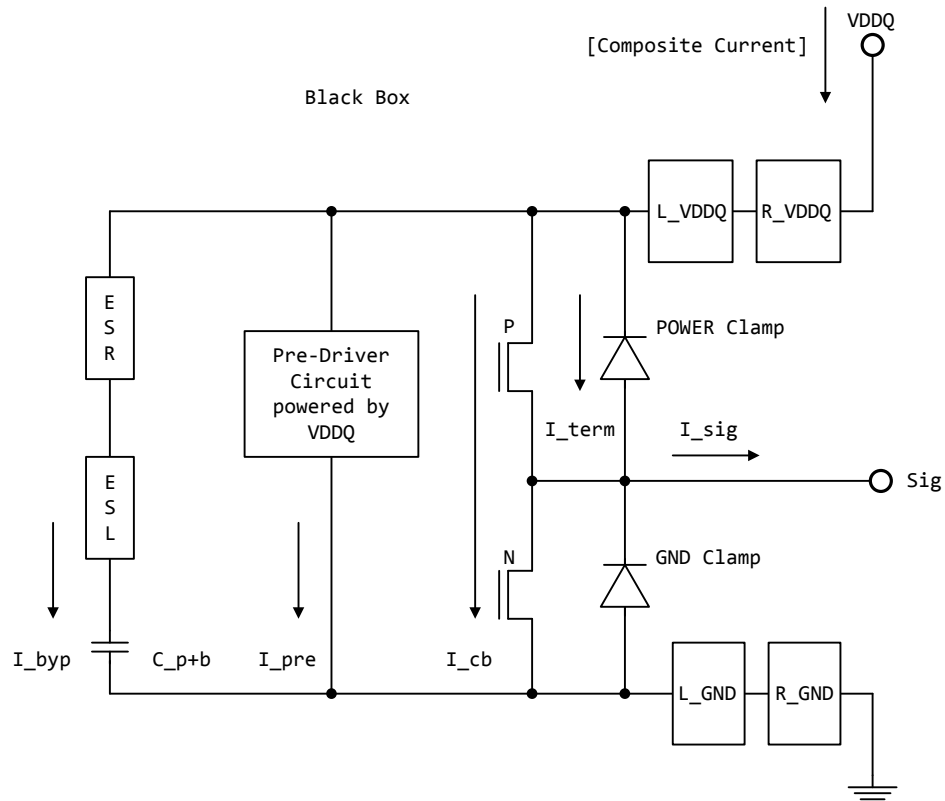 VDDQ
[Composite Current]
Black Box
L_VDDQ
R_VDDQ
E
S
R
P
POWER Clamp
Pre-Driver
Circuit
powered by
VDDQ
I_term
I_sig
E
S
L
Sig
N
GND Clamp
I_byp
C_p+b
I_pre
I_cb
L_GND
R_GND